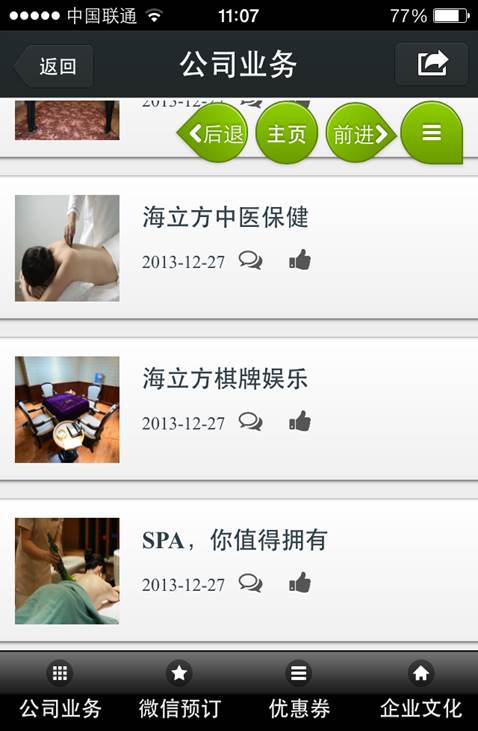 中国联通 11:07 77%
返回 公司业务
2013-12-27
后退 主页 前进
海立方中医保健
2013-12-27
海立方棋牌娱乐
2013-12-27
SPA，你值得拥有
2013-12-27
公司业务 微信预订 优惠券 企业文化